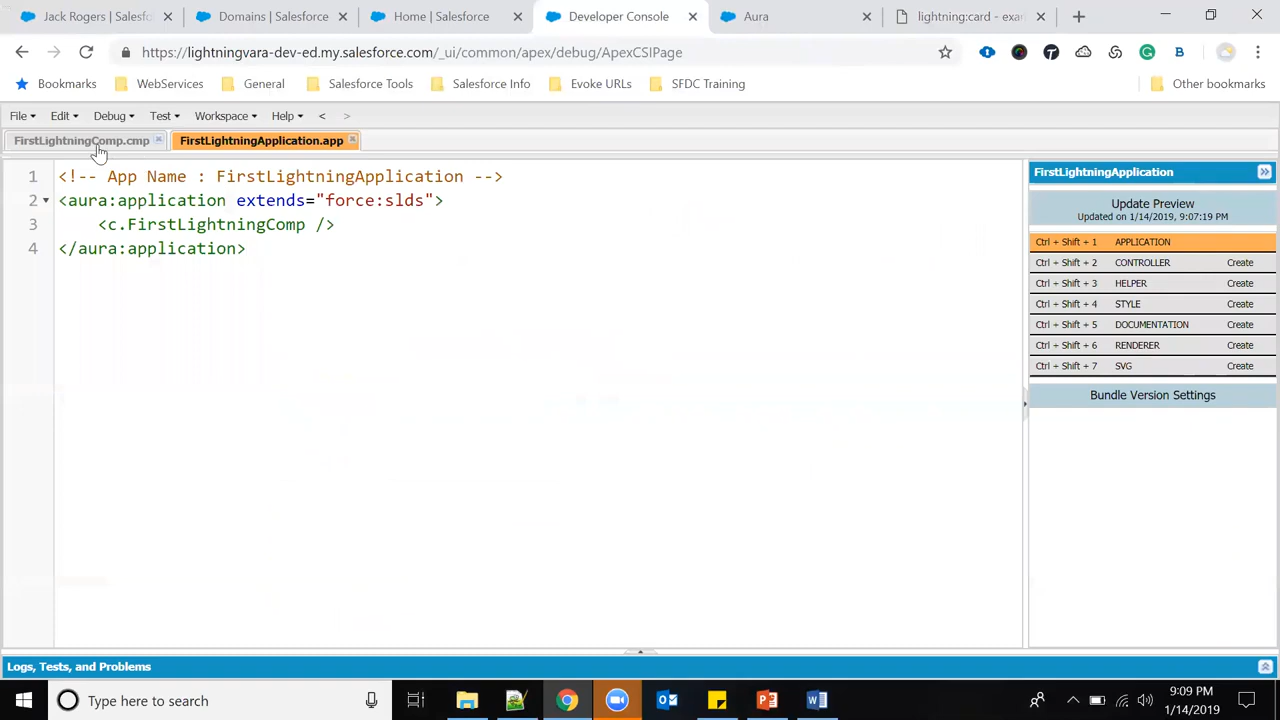 Jack Rogers | Salesf
Domains | Salesforce
Home | Salesforce
Developer Console
Aura
lightning:card - exa
https://lightningvara-dev-ed.my.salesforce.com/_ui/common/apex/debug/ApexCSIPage
Bookmarks
WebServices
General
Salesforce Tools
Salesforce Info
Evoke URLs
SFDC Training
Other bookmarks
File
Edit
Debug
Test
Workspace
Help
<
>
FirstLightningComp.cmp
FirstLightningApplication.app
1 <!-- App Name : FirstLightningApplication -->
2 <aura:application extends="force:slds">
3 <c.FirstLightningComp />
4 </aura:application>
FirstLightningApplication
Update Preview
Updated on 1/14/2019, 9:07:19 PM
Ctrl + Shift + 1 APPLICATION
Ctrl + Shift + 2 CONTROLLER Create
Ctrl + Shift + 3 HELPER Create
Ctrl + Shift + 4 STYLE Create
Ctrl + Shift + 5 DOCUMENTATION Create
Ctrl + Shift + 6 RENDERER Create
Ctrl + Shift + 7 SVG Create
Bundle Version Settings
Logs, Tests, and Problems
Type here to search
9:09 PM
1/14/2019